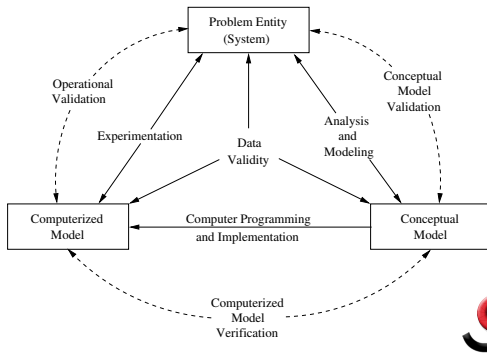 Problem Entity
(System)
Operational
Validation
Conceptual
Model
Validation
Experimentation
Data
Validity
Analysis
and
Modeling
Computerized
Model
Computer Programming
and Implementation
Conceptual
Model
Computerized
Model
Verification